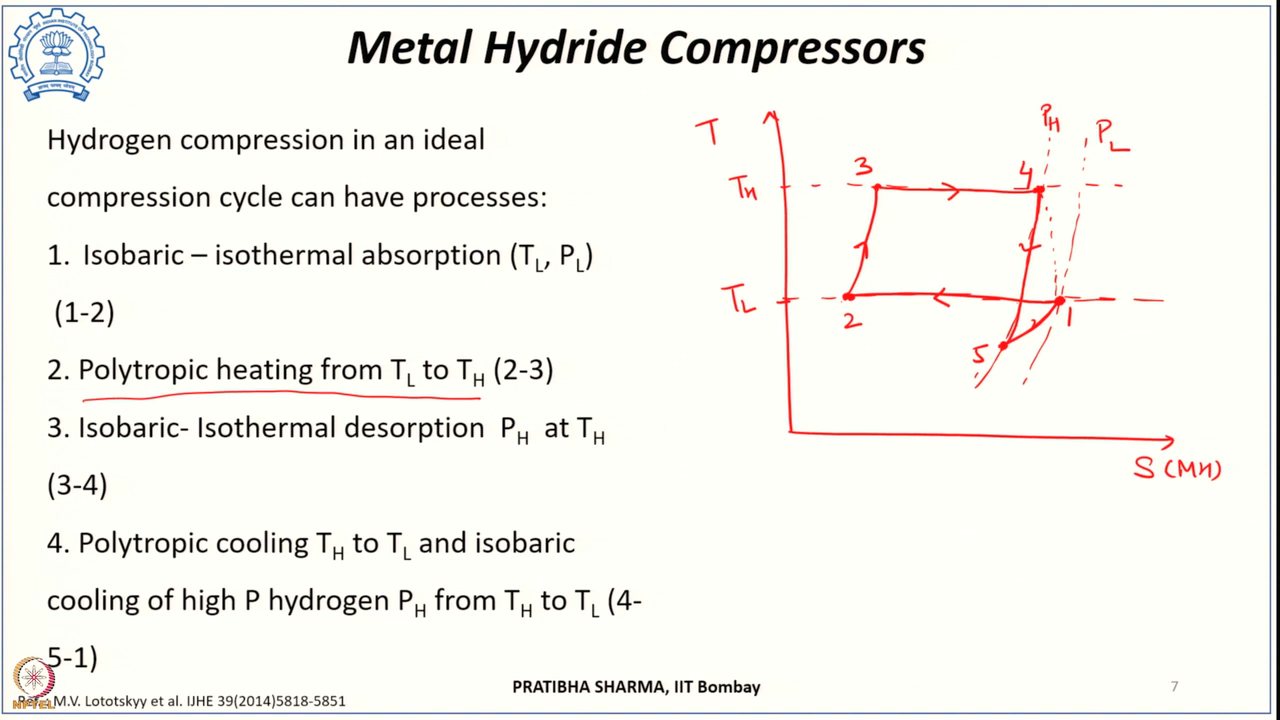 Metal Hydride Compressors
Hydrogen compression in an ideal
compression cycle can have processes:
1. Isobaric – isothermal absorption (TL, PL)
(1-2)
2. Polytropic heating from TL to TH (2-3)
3. Isobaric- Isothermal desorption PH at TH
(3-4)
4. Polytropic cooling TH to TL and isobaric
cooling of high P hydrogen PH from TH to TL (4-
5-1)
T
PH
PL
3
4
TH
TL
2
1
5
S (MH)
NPTEL
Ref.: M.V. Lototskyy et al. IJHE 39(2014)5818-5851
PRATIBHA SHARMA, IIT Bombay
7